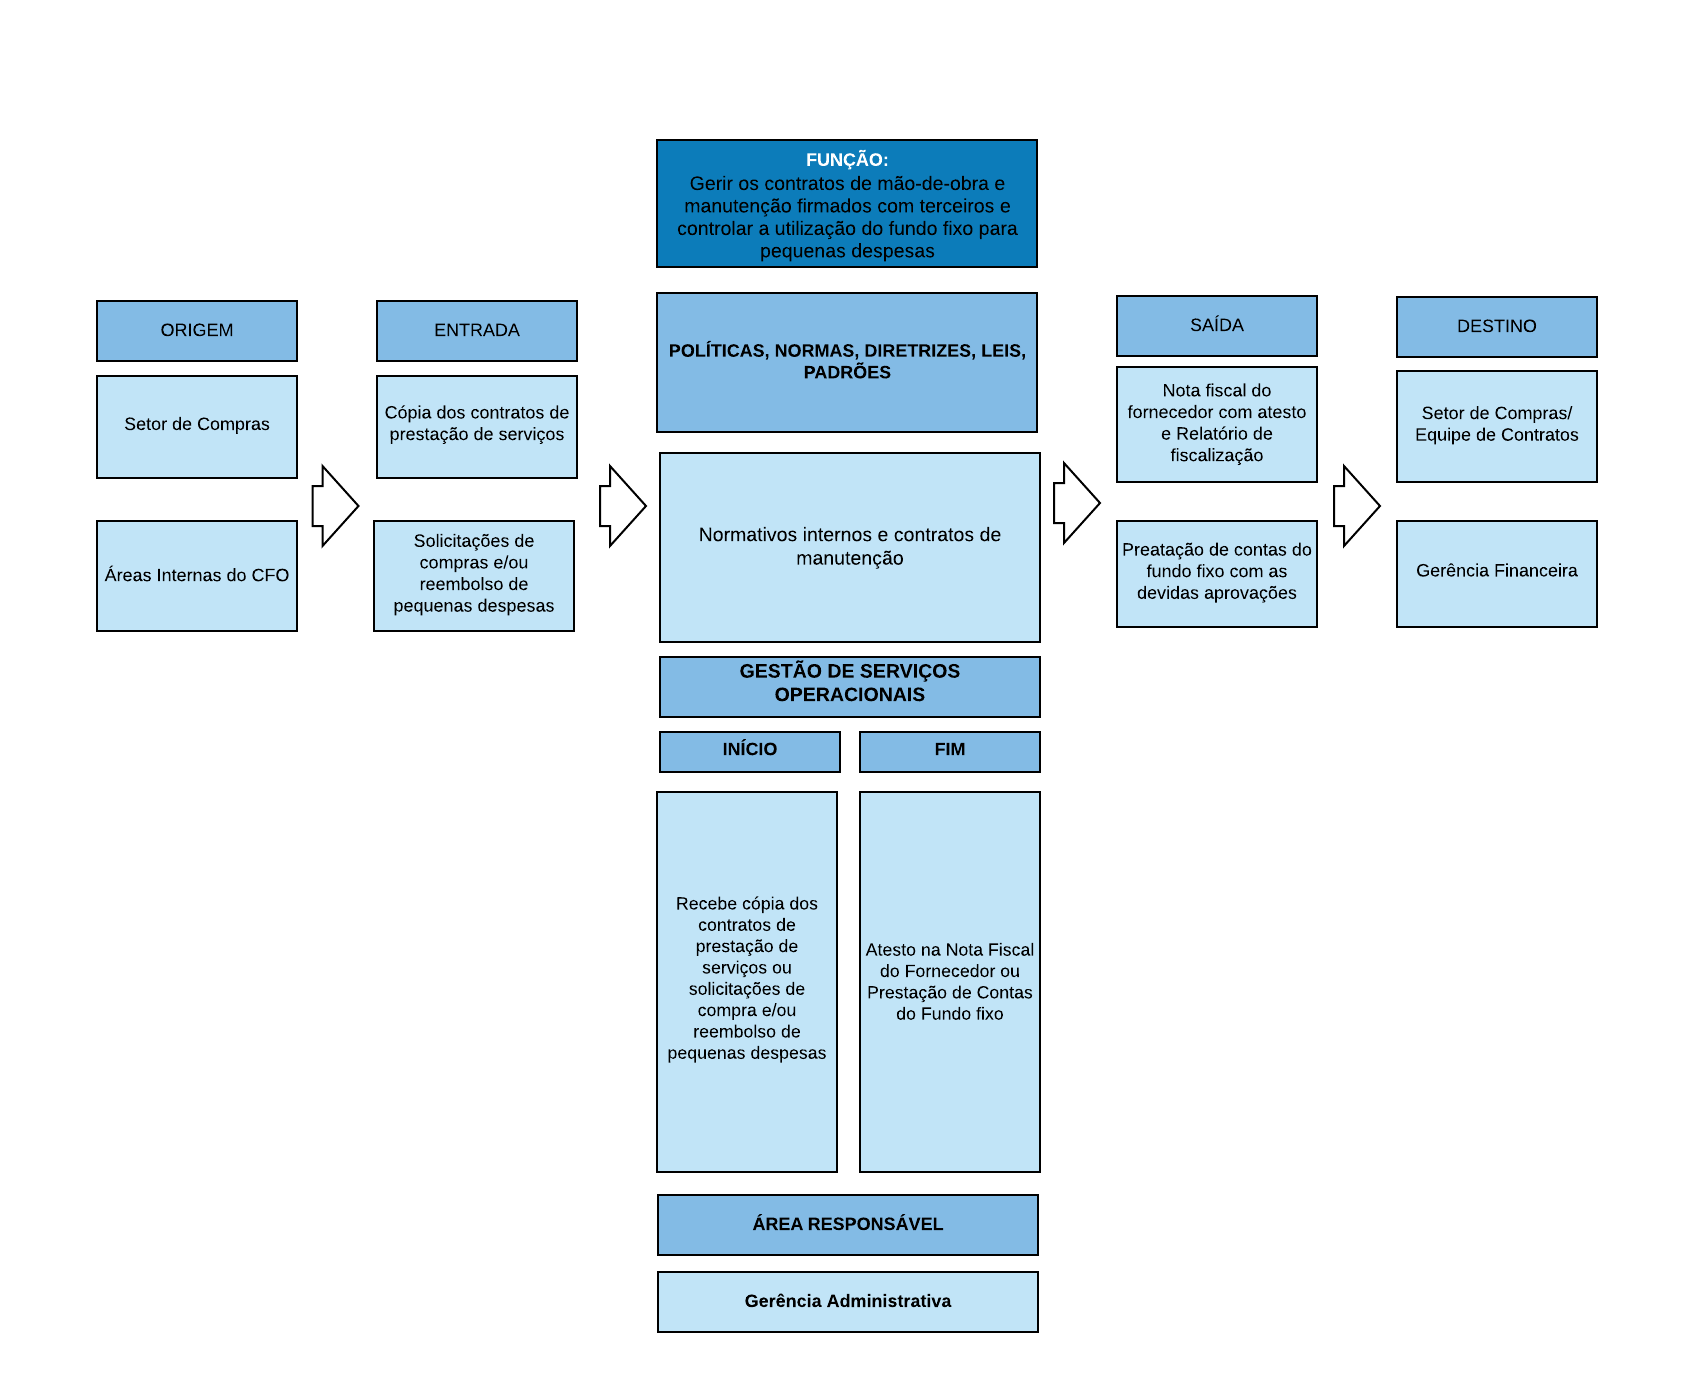 FUNÇÃO:
Gerir os contratos de mão-de-obra e
manutenção firmados com terceiros e
controlar a utilização do fundo fixo para
pequenas despesas
ORIGEM
Setor de Compras
Áreas Internas do CFO
ENTRADA
Cópia dos contratos de
prestação de serviços
Solicitações de
compras e/ou
reembolso de
pequenas despesas
POLÍTICAS, NORMAS, DIRETRIZES, LEIS,
PADRÕES
Normativos internos e contratos de
manutenção
GESTÃO DE SERVIÇOS
OPERACIONAIS
INÍCIO
Recebe cópia dos
contratos de
prestação de
serviços ou
solicitações de
compra e/ou
reembolso de
pequenas despesas
FIM
Atesto na Nota Fiscal
do Fornecedor ou
Prestação de Contas
do Fundo fixo
ÁREA RESPONSÁVEL
Gerência Administrativa
SAÍDA
Nota fiscal do
fornecedor com atesto
e Relatório de
fiscalização
Preatação de contas do
fundo fixo com as
devidas aprovações
DESTINO
Setor de Compras/
Equipe de Contratos
Gerência Financeira